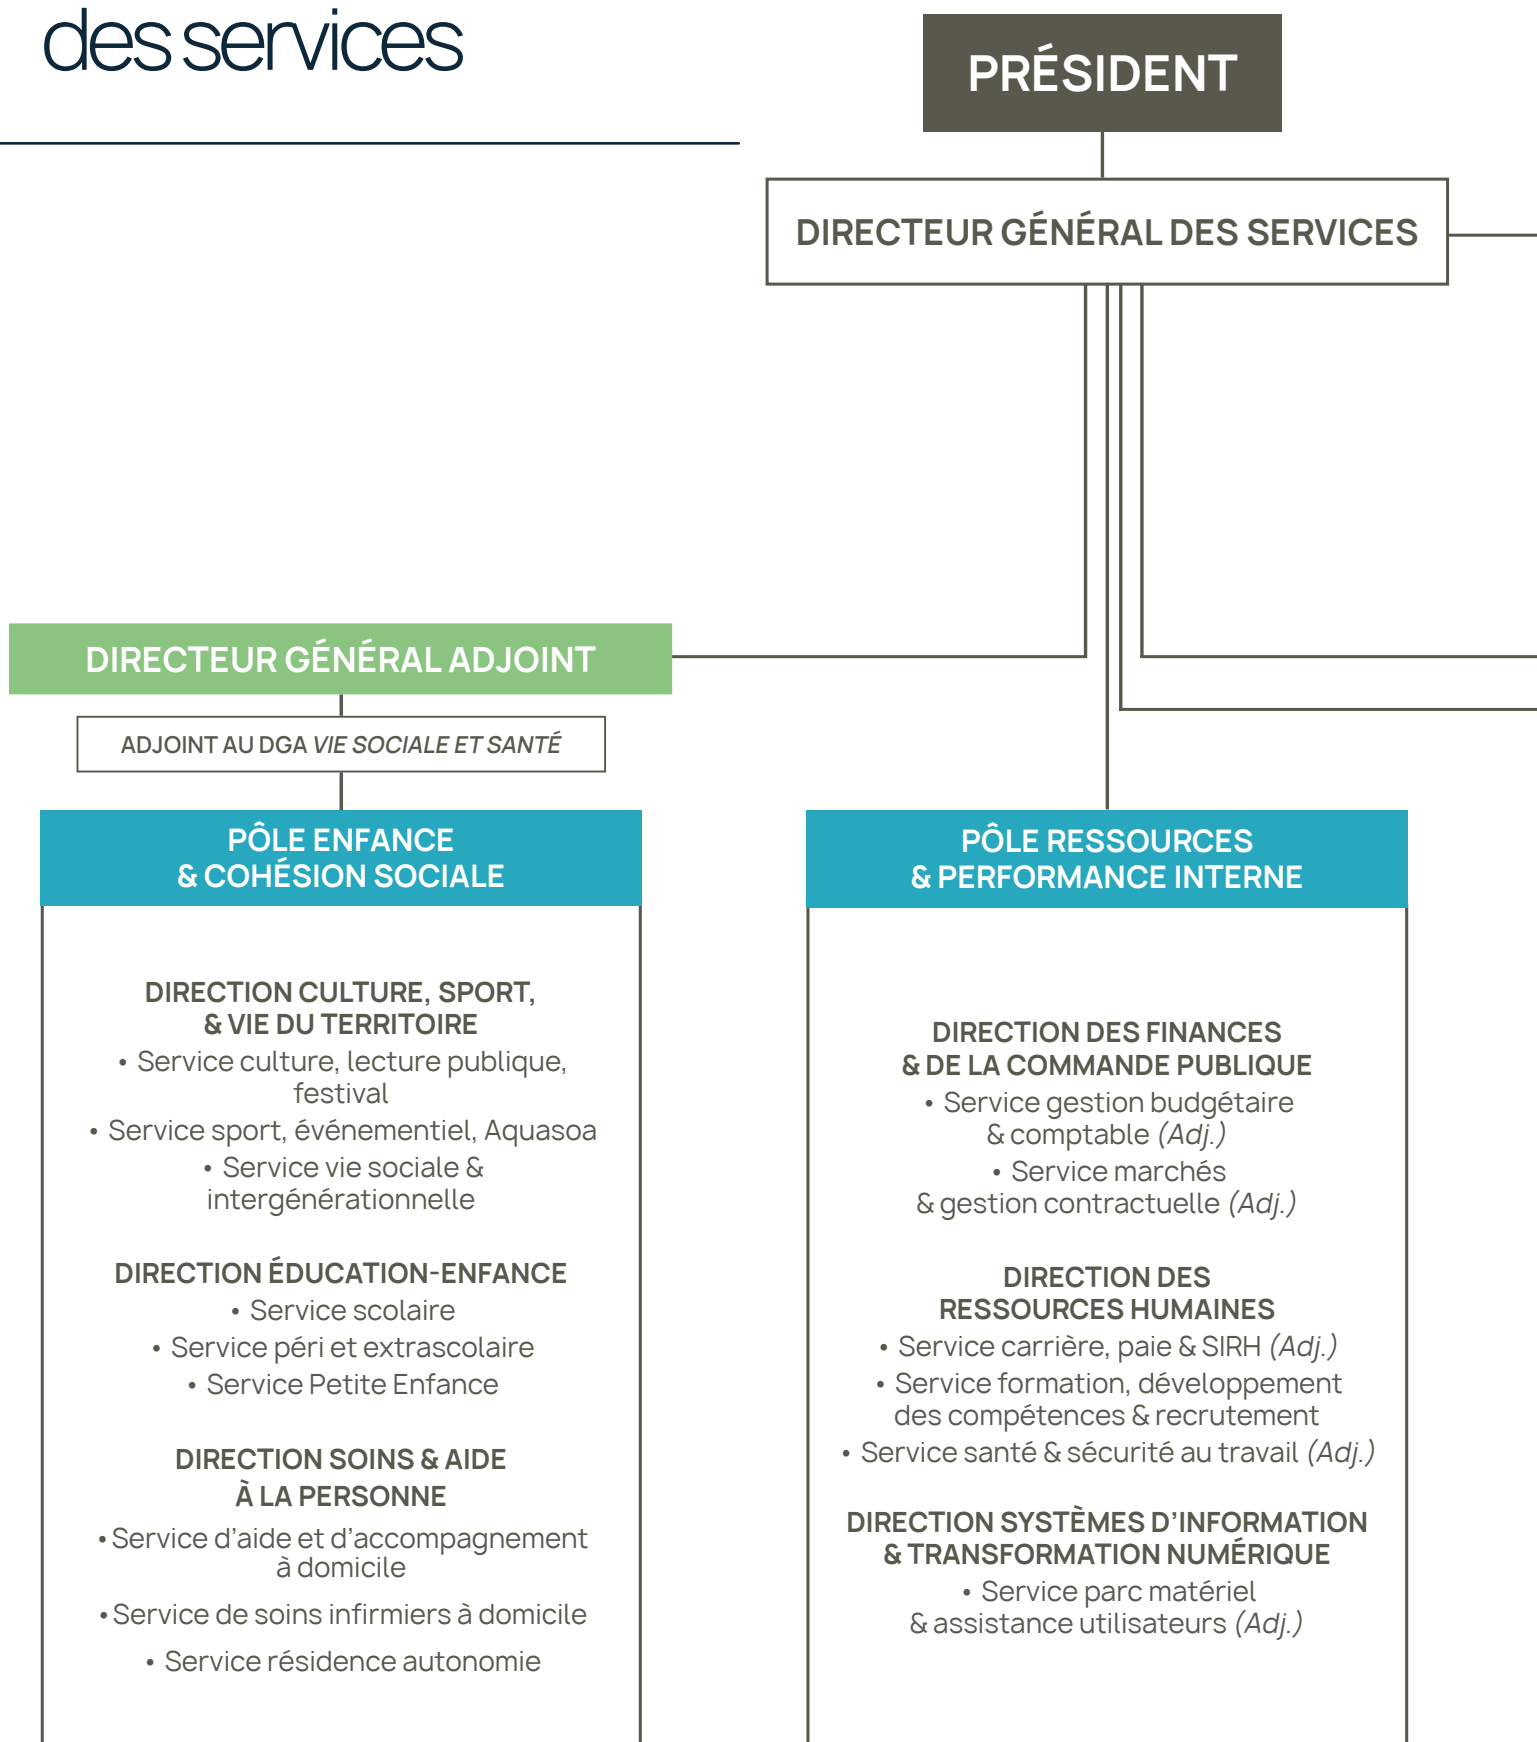 des services
PRÉSIDENT
DIRECTEUR GÉNÉRAL DES SERVICES
DIRECTEUR GÉNÉRAL ADJOINT
ADJOINT AU DGA VIE SOCIALE ET SANTÉ
PÔLE ENFANCE
& COHÉSION SOCIALE
DIRECTION CULTURE, SPORT,
& VIE DU TERRITOIRE
• Service culture, lecture publique,
festival
• Service sport, événementiel, Aquasoa
• Service vie sociale &
intergénérationnelle
DIRECTION ÉDUCATION-ENFANCE
• Service scolaire
• Service péri et extrascolaire
• Service Petite Enfance
DIRECTION SOINS & AIDE
À LA PERSONNE
• Service d’aide et d’accompagnement
à domicile
• Service de soins infirmiers à domicile
• Service résidence autonomie
PÔLE RESSOURCES
& PERFORMANCE INTERNE
DIRECTION DES FINANCES
& DE LA COMMANDE PUBLIQUE
• Service gestion budgétaire
& comptable (Adj.)
• Service marchés
& gestion contractuelle (Adj.)
DIRECTION DES
RESSOURCES HUMAINES
• Service carrière, paie & SIRH (Adj.)
• Service formation, développement
des compétences & recrutement
• Service santé & sécurité au travail (Adj.)
DIRECTION SYSTÈMES D’INFORMATION
& TRANSFORMATION NUMÉRIQUE
• Service parc matériel
& assistance utilisateurs (Adj.)